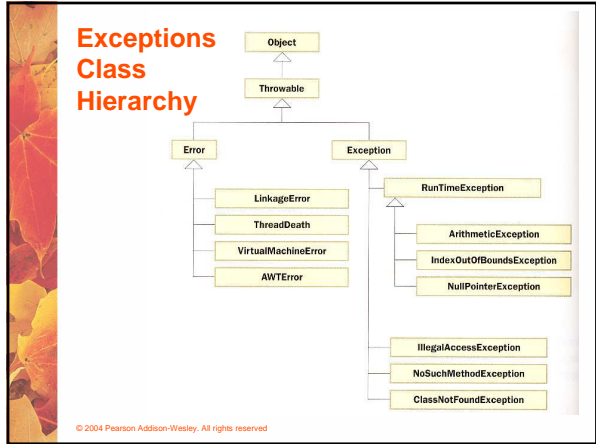 Exceptions
Class
Hierarchy
Object
Throwable
Error
Exception
LinkageError
ThreadDeath
VirtualMachineError
AWTError
RunTimeException
ArithmeticException
IndexOutOfBoundsException
NullPointerException
IllegalAccessException
NoSuchMethodException
ClassNotFoundException
© 2004 Pearson Addison-Wesley. All rights reserved